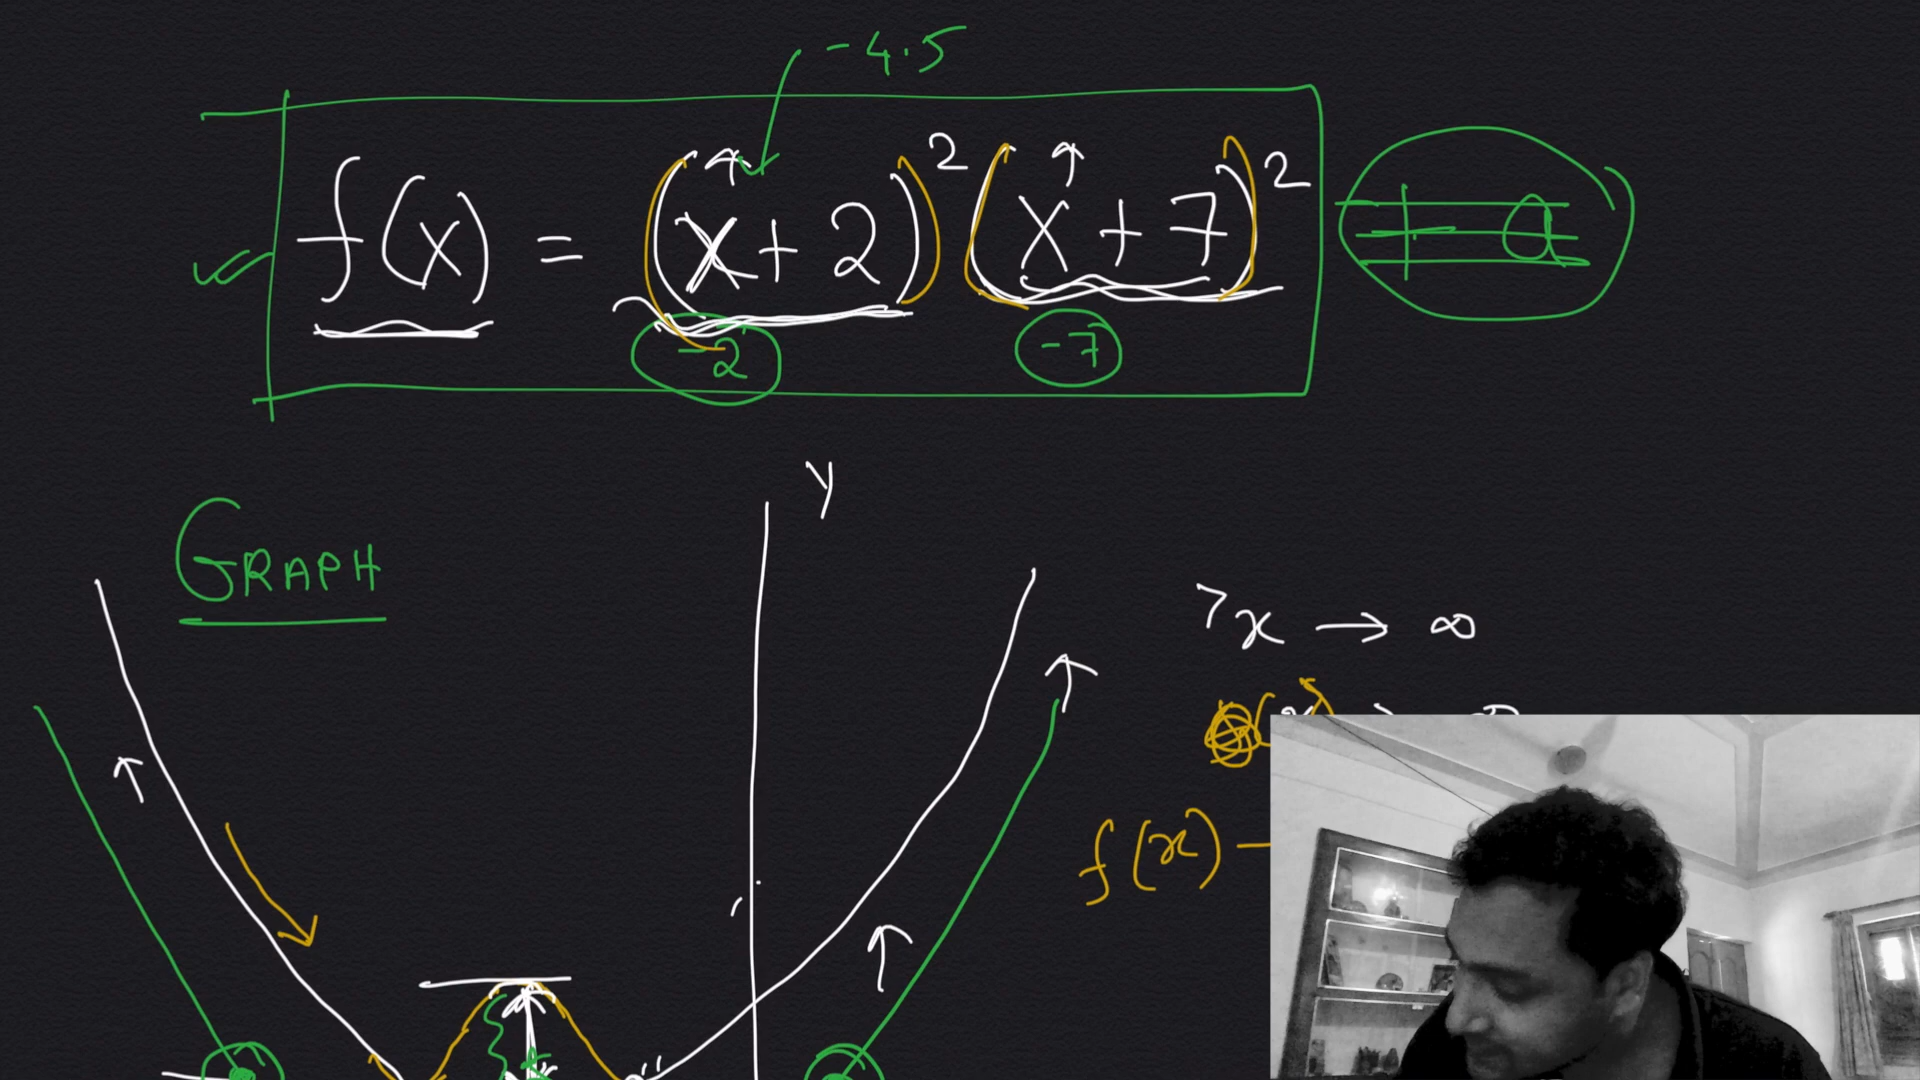 -4.5
f(x) = (x+2)² (x+7)² + a
-2 -7
GRAPH
y
x → ∞
f(x) –